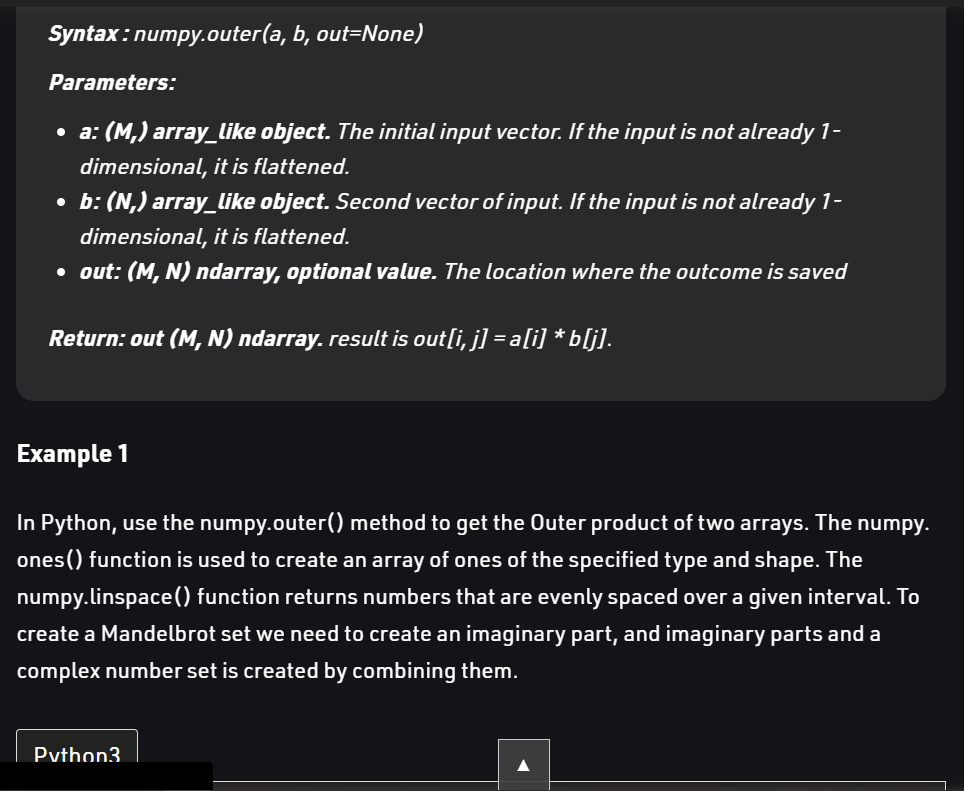 Syntax : numpy.outer(a, b, out=None)
Parameters:
• a: (M,) array_like object. The initial input vector. If the input is not already 1-
dimensional, it is flattened.
• b: (N,) array_like object. Second vector of input. If the input is not already 1-
dimensional, it is flattened.
• out: (M, N) ndarray, optional value. The location where the outcome is saved
Return: out (M, N) ndarray. result is out[i, j] = a[i] * b[j].
Example 1
In Python, use the numpy.outer() method to get the Outer product of two arrays. The numpy.
ones() function is used to create an array of ones of the specified type and shape. The
numpy.linspace() function returns numbers that are evenly spaced over a given interval. To
create a Mandelbrot set we need to create an imaginary part, and imaginary parts and a
complex number set is created by combining them.
Python3
▲